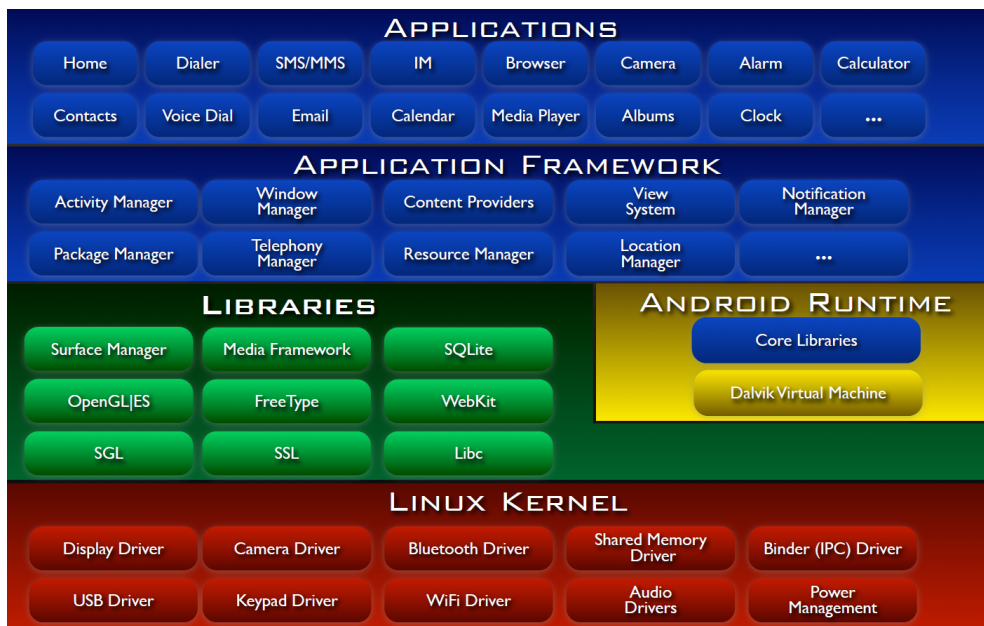 APPLICATIONS
Home
Dialer
SMS/MMS
IM
Browser
Camera
Alarm
Calculator
Contacts
Voice Dial
Email
Calendar
Media Player
Albums
Clock
...
APPLICATION FRAMEWORK
Activity Manager
Window
Manager
Content Providers
View
System
Notification
Manager
Package Manager
Telephony
Manager
Resource Manager
Location
Manager
...
LIBRARIES
Surface Manager
Media Framework
SQLite
OpenGL|ES
FreeType
WebKit
SGL
SSL
Libc
ANDROID RUNTIME
Core Libraries
Dalvik Virtual Machine
LINUX KERNEL
Display Driver
Camera Driver
Bluetooth Driver
Shared Memory
Driver
Binder (IPC) Driver
USB Driver
Keypad Driver
WiFi Driver
Audio
Drivers
Power
Management